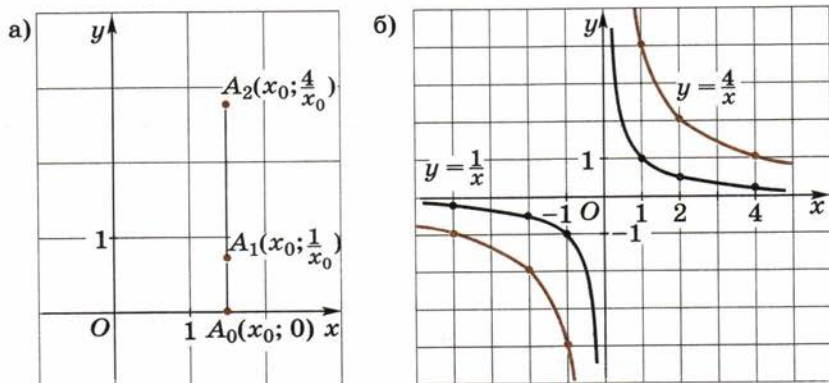 а)
y
A₂(x₀; 4/x₀)
1
A₁(x₀; 1/x₀)
O
1
A₀(x₀; 0)
x
б)
y
y = 4/x
1
y = 1/x
-1
O
1
2
4
x
-1